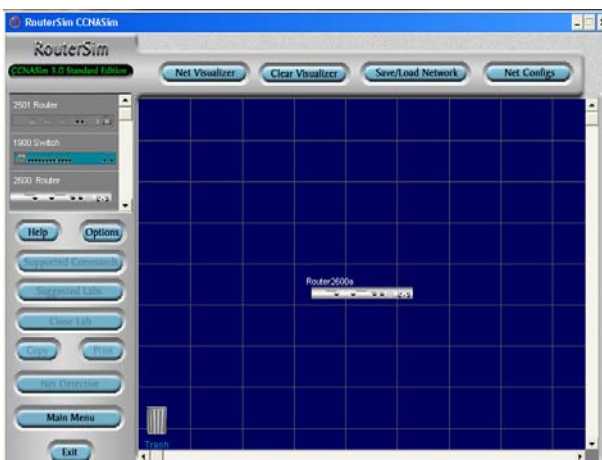 RouterSim CCNASim
RouterSim
CCNASim 3.0 Standard Edition
Net Visualizer
Clear Visualizer
Save/Load Network
Net Configs
2501 Router
1900 Switch
2600 Router
Help
Options
Supported Commands
Suggested Labs
Close Lab
Copy
Print
Net Detective
Main Menu
Exit
Router2600a
Trash